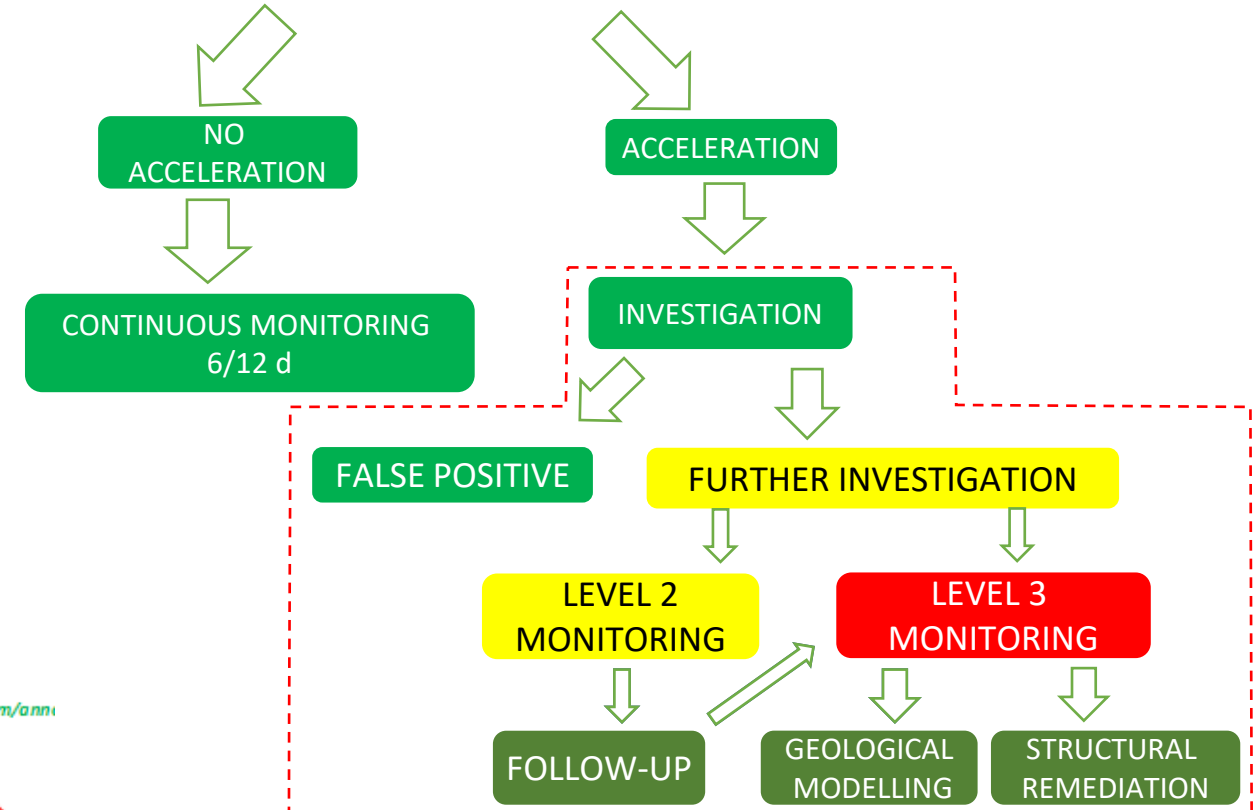 NO
ACCELERATION
ACCELERATION
CONTINUOUS MONITORING
6/12 d
INVESTIGATION
FALSE POSITIVE
FURTHER INVESTIGATION
LEVEL 2
MONITORING
LEVEL 3
MONITORING
FOLLOW-UP
GEOLOGICAL
MODELLING
STRUCTURAL
REMEDIATION